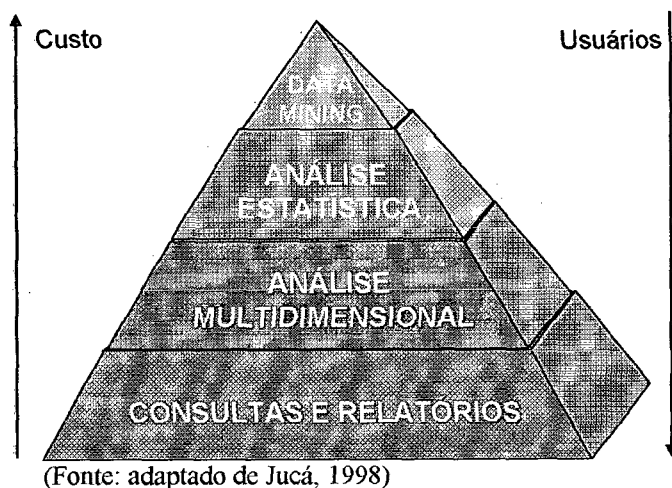 Custo
Usuários
DATA
MINING
ANÁLISE
ESTATÍSTICA
ANÁLISE
MULTIDIMENSIONAL
CONSULTAS E RELATÓRIOS
(Fonte: adaptado de Jucá, 1998)